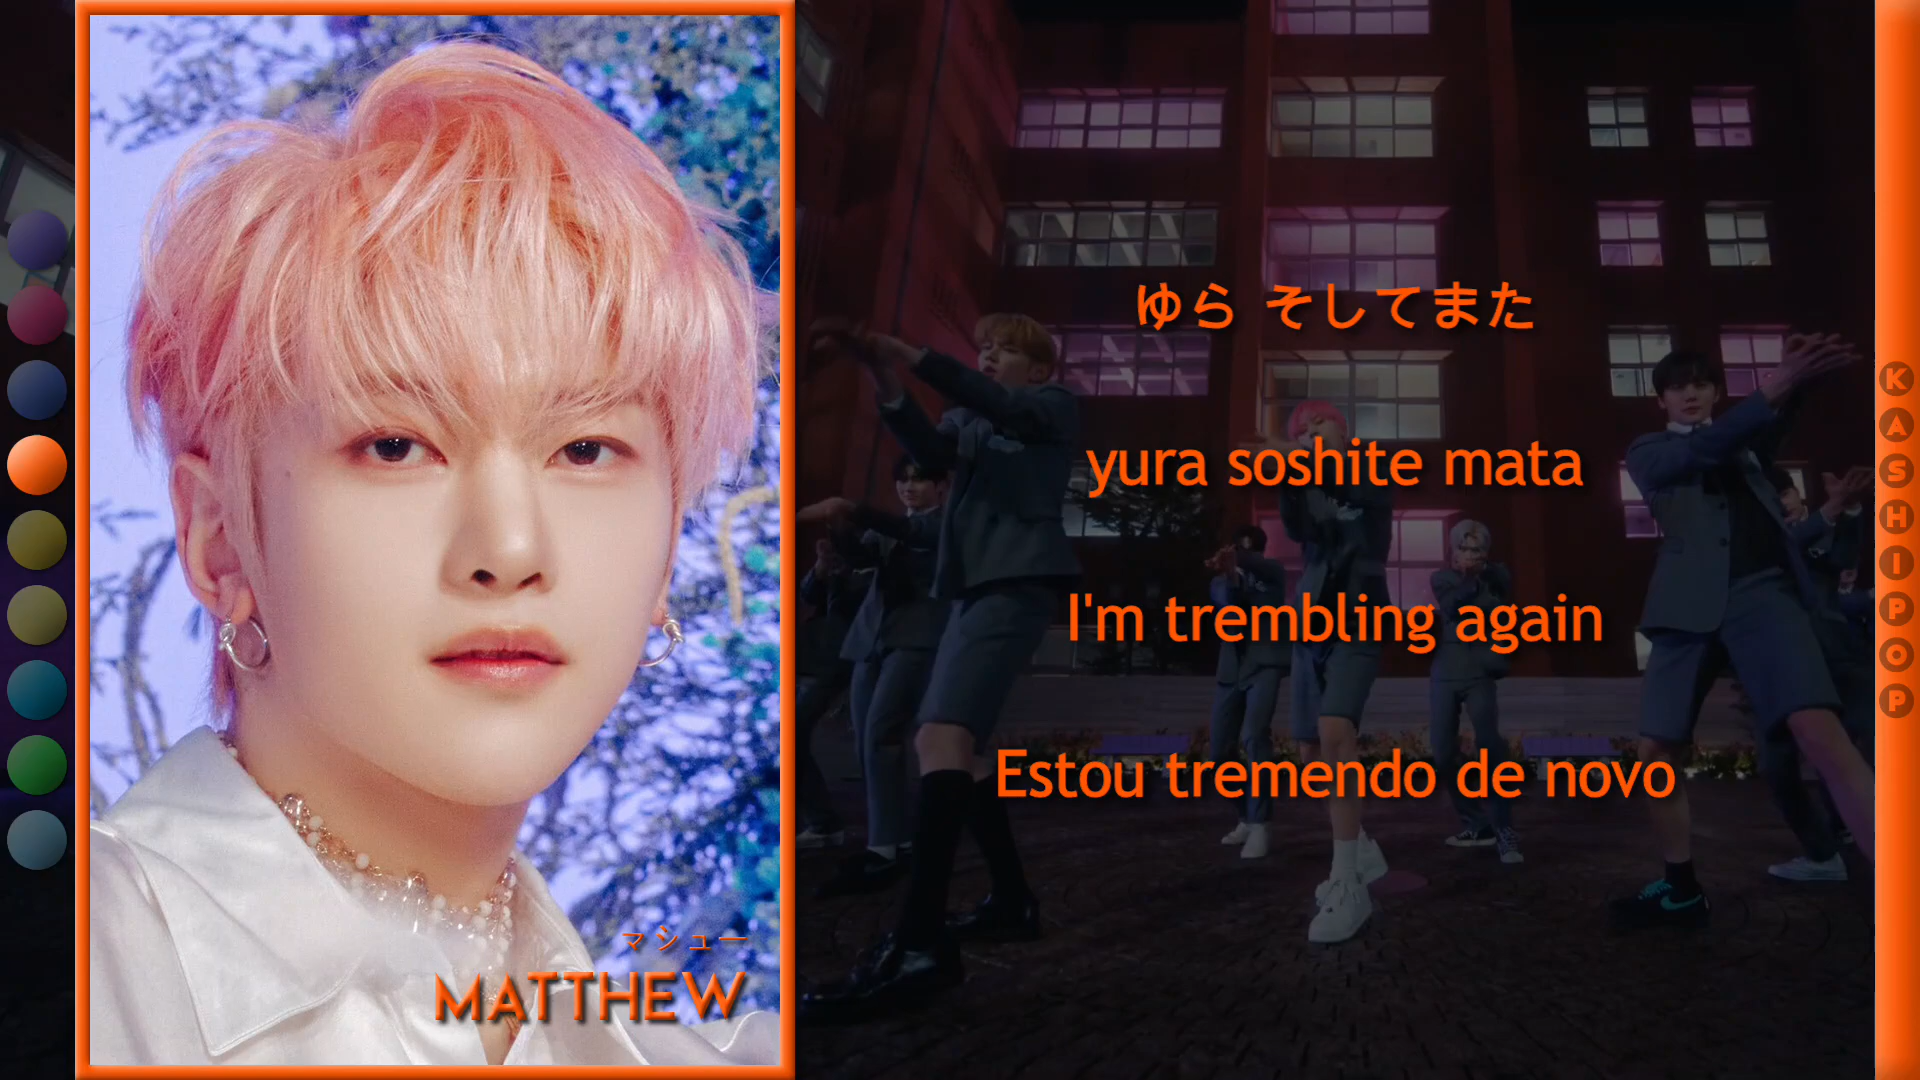 マシュー
MATTHEW
ゆら そしてまた
yura soshite mata
I'm trembling again
Estou tremendo de novo
KASHIPOP